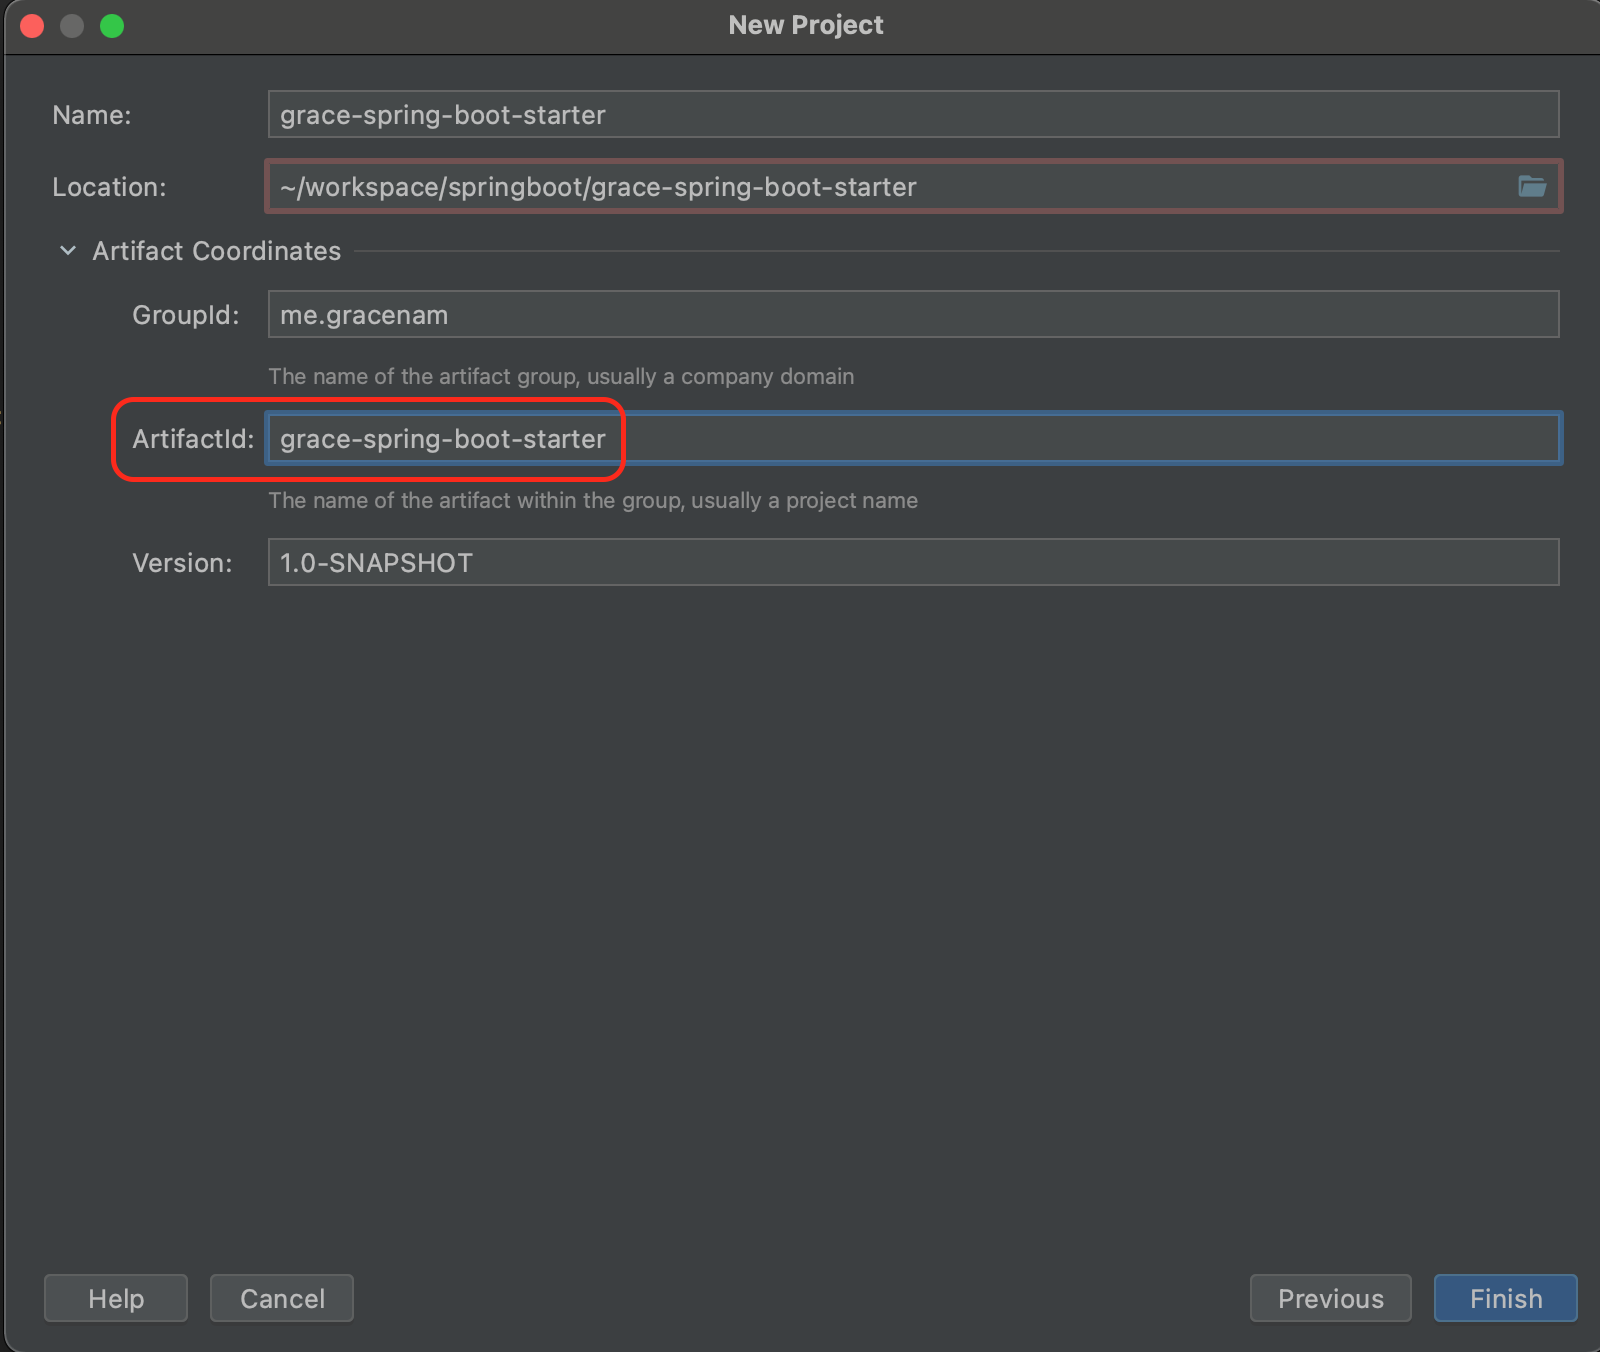 New Project
Name: grace-spring-boot-starter
Location: ~/workspace/springboot/grace-spring-boot-starter
Artifact Coordinates
GroupId: me.gracenam
The name of the artifact group, usually a company domain
ArtifactId: grace-spring-boot-starter
The name of the artifact within the group, usually a project name
Version: 1.0-SNAPSHOT
Help Cancel Previous Finish